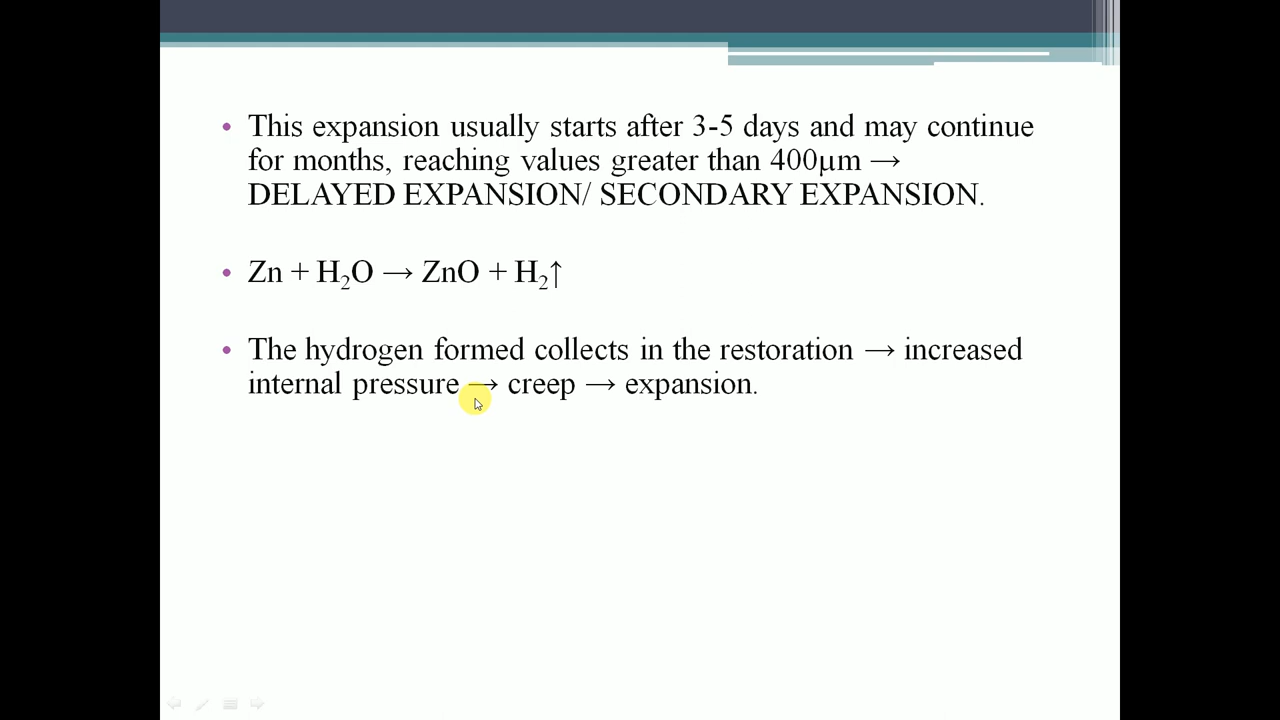 • This expansion usually starts after 3-5 days and may continue
for months, reaching values greater than 400µm →
DELAYED EXPANSION/ SECONDARY EXPANSION.
• Zn + H₂O → ZnO + H₂↑
• The hydrogen formed collects in the restoration → increased
internal pressure → creep → expansion.